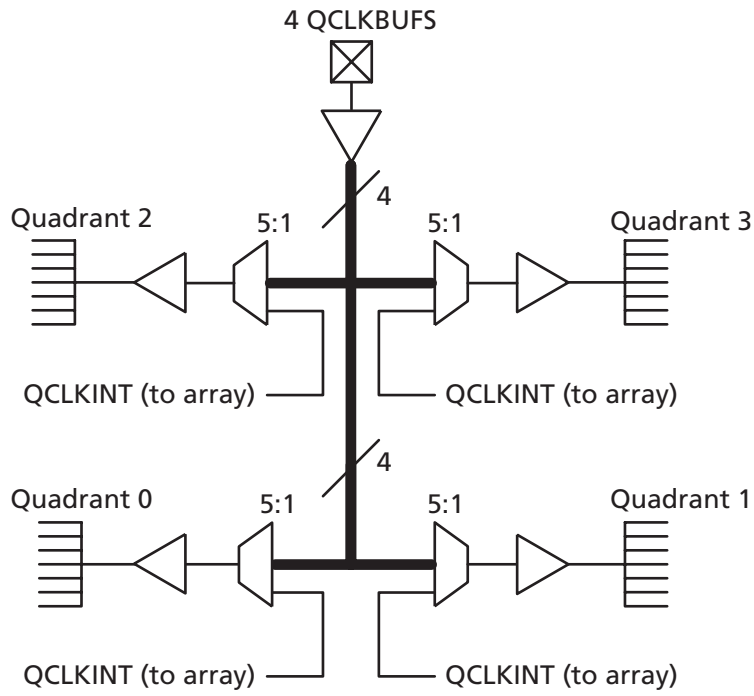 4 QCLKBUFS
4
Quadrant 2
5:1
5:1
Quadrant 3
QCLKINT (to array)
QCLKINT (to array)
4
Quadrant 0
5:1
5:1
Quadrant 1
QCLKINT (to array)
QCLKINT (to array)